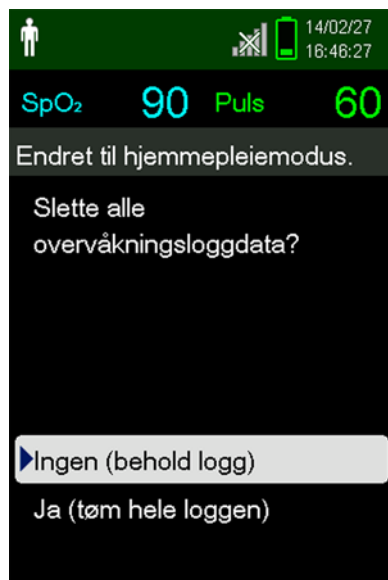 14/02/27
16:46:27
SpO₂ 90 Puls 60
Endret til hjemmepleiemodus.
Slette alle
overvåkningsloggdata?
Ingen (behold logg)
Ja (tøm hele loggen)